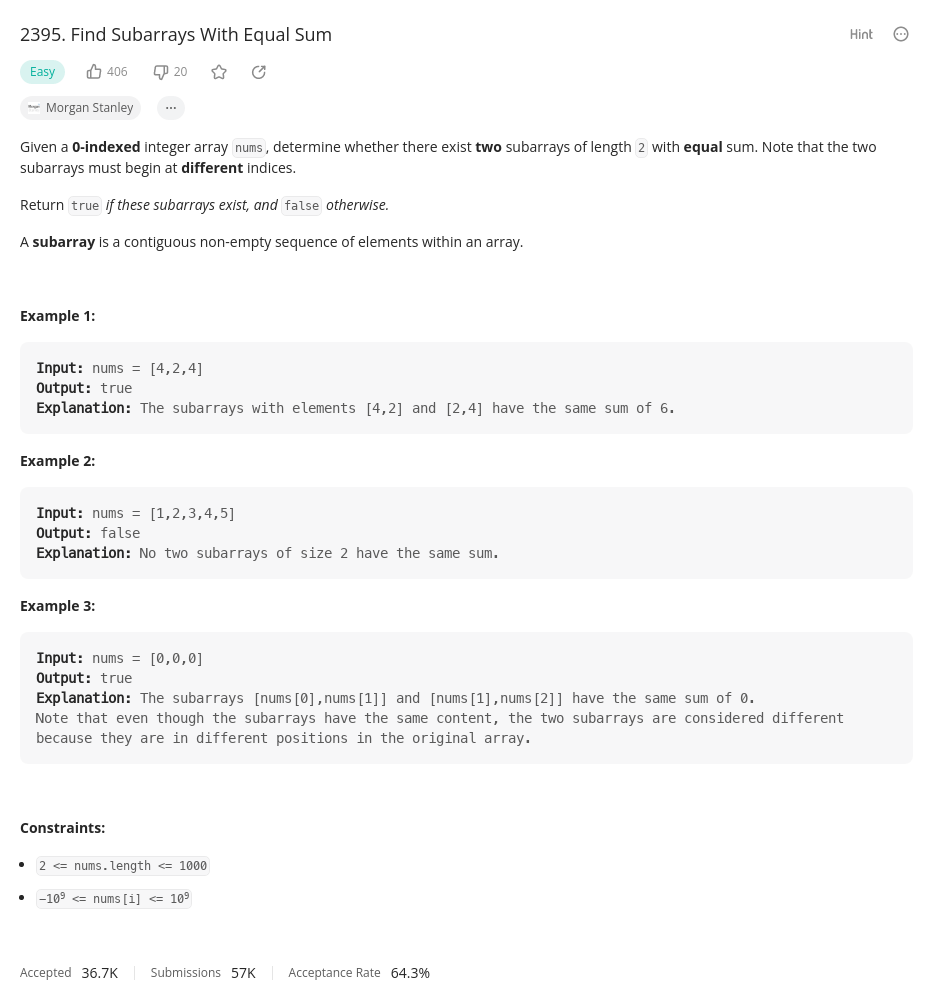 2395. Find Subarrays With Equal Sum
Hint
Easy 406 20
Morgan Stanley ...
Given a 0-indexed integer array nums, determine whether there exist two subarrays of length 2 with equal sum. Note that the two
subarrays must begin at different indices.
Return true if these subarrays exist, and false otherwise.
A subarray is a contiguous non-empty sequence of elements within an array.
Example 1:
Input: nums = [4,2,4]
Output: true
Explanation: The subarrays with elements [4,2] and [2,4] have the same sum of 6.
Example 2:
Input: nums = [1,2,3,4,5]
Output: false
Explanation: No two subarrays of size 2 have the same sum.
Example 3:
Input: nums = [0,0,0]
Output: true
Explanation: The subarrays [nums[0],nums[1]] and [nums[1],nums[2]] have the same sum of 0.
Note that even though the subarrays have the same content, the two subarrays are considered different
because they are in different positions in the original array.
Constraints:
• 2 <= nums.length <= 1000
• −10⁹ <= nums[i] <= 10⁹
Accepted 36.7K Submissions 57K Acceptance Rate 64.3%